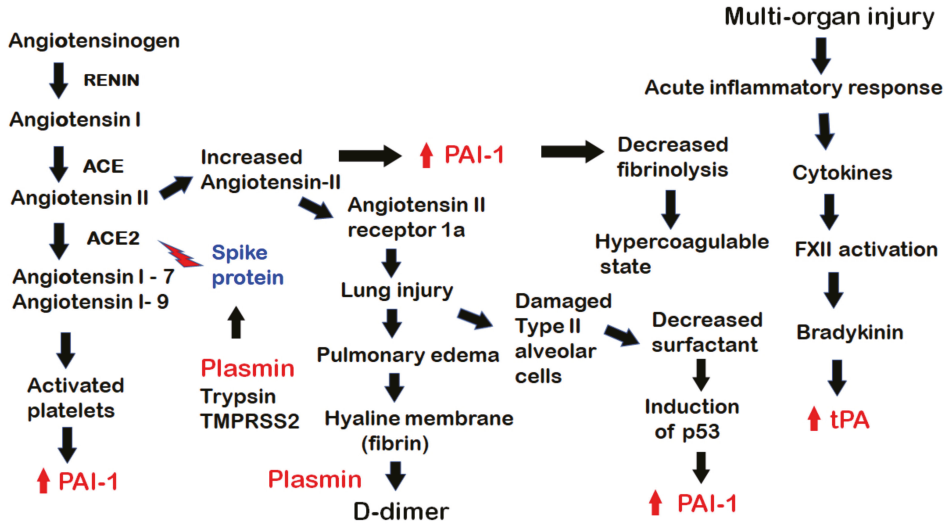 Multi-organ injury
Angiotensinogen
RENIN
Acute inflammatory response
Angiotensin I
ACE
Increased
Angiotensin-II
PAI-1
Decreased
fibrinolysis
Cytokines
Angiotensin II
ACE2
Angiotensin II
receptor 1a
Spike
protein
Hypercoagulable
state
FXII activation
Angiotensin I - 7
Angiotensin I- 9
Lung injury
Damaged
Type II
alveolar
cells
Decreased
surfactant
Bradykinin
Pulmonary edema
Plasmin
Trypsin
TMPRSS2
Activated
platelets
Hyaline membrane
(fibrin)
Induction
of p53
tPA
PAI-1
Plasmin
D-dimer
PAI-1